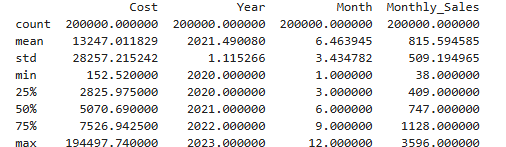 Cost Year Month Monthly_Sales
count 200000.000000 200000.000000 200000.000000 200000.000000
mean 13247.011829 2021.490080 6.463945 815.594585
std 28257.215242 1.115266 3.434782 509.194965
min 152.520000 2020.000000 1.000000 38.000000
25% 2825.975000 2020.000000 3.000000 409.000000
50% 5070.690000 2021.000000 6.000000 747.000000
75% 7526.942500 2022.000000 9.000000 1128.000000
max 194497.740000 2023.000000 12.000000 3596.000000